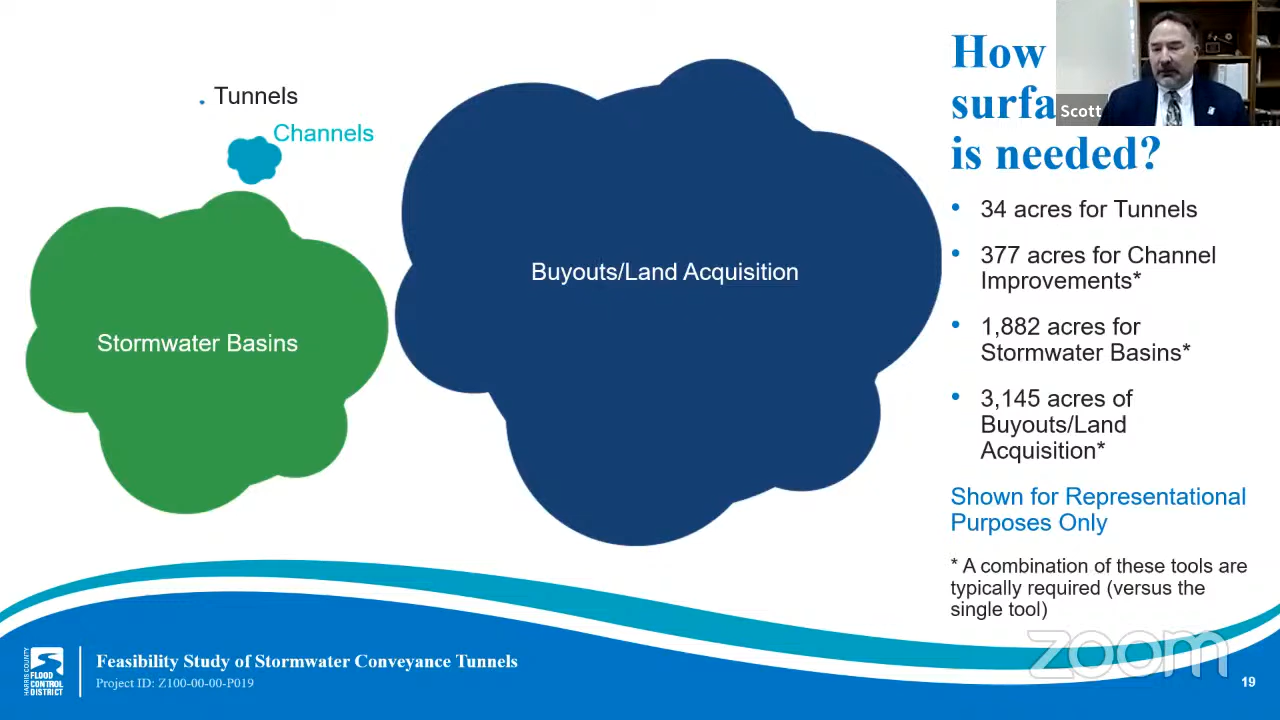 How
surfa
is needed?
Scott
. Tunnels
Channels
Stormwater Basins
Buyouts/Land Acquisition
• 34 acres for Tunnels
• 377 acres for Channel
Improvements*
• 1,882 acres for
Stormwater Basins*
• 3,145 acres of
Buyouts/Land
Acquisition*
Shown for Representational
Purposes Only
* A combination of these tools are
typically required (versus the
single tool)
zoom
HARRIS COUNTY
FLOOD
CONTROL
DISTRICT
Feasibility Study of Stormwater Conveyance Tunnels
Project ID: Z100-00-00-P019
19